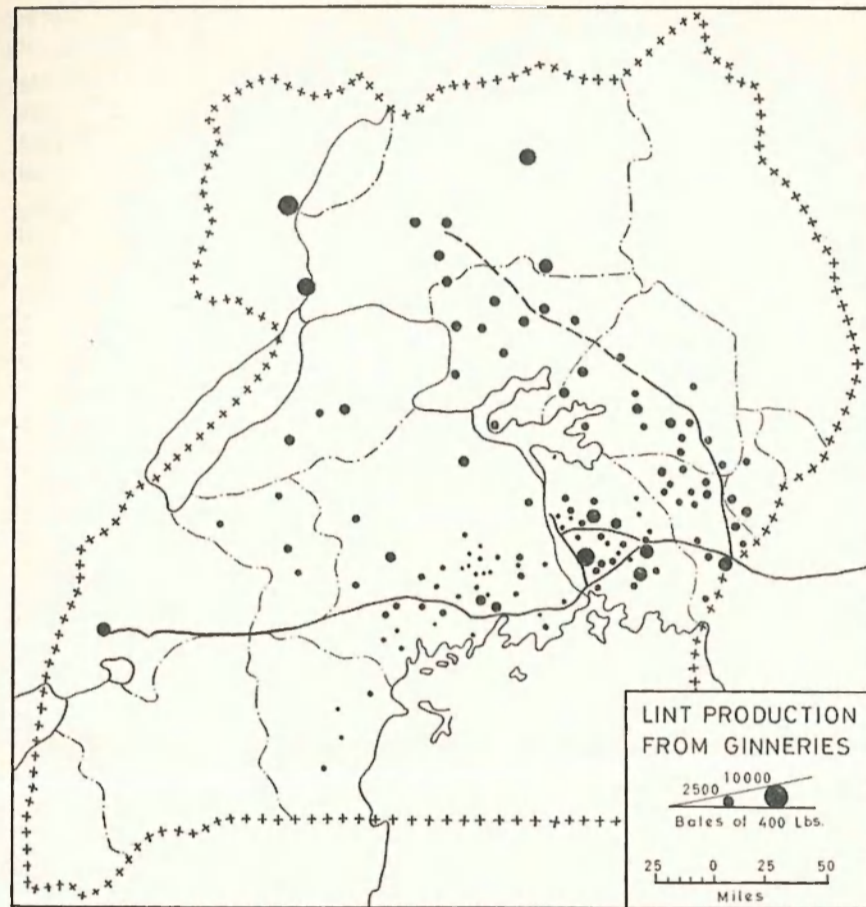 LINT PRODUCTION
FROM GINNERIES
2500 10000
Bales of 400 Lbs.
25 0 25 50
Miles